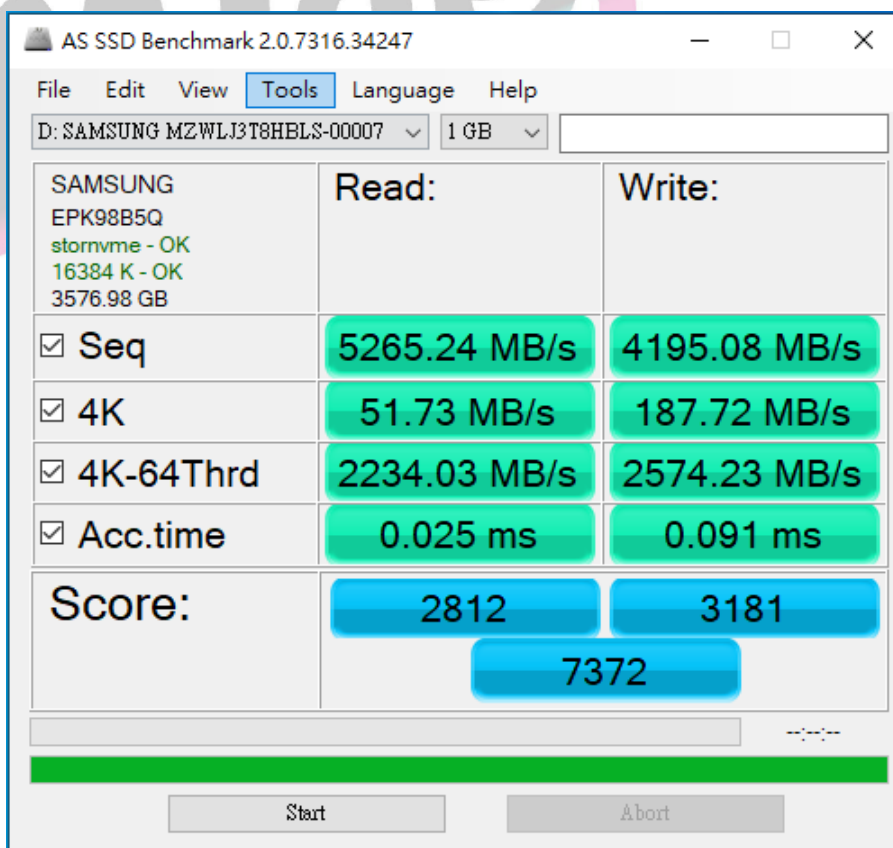 AS SSD Benchmark 2.0.7316.34247
File Edit View Tools Language Help
D: SAMSUNG MZWLJ3T8HBLS-00007 1 GB
SAMSUNG
EPK98B5Q
stornvme - OK
16384 K - OK
3576.98 GB
Read: Write:
Seq 5265.24 MB/s 4195.08 MB/s
4K 51.73 MB/s 187.72 MB/s
4K-64Thrd 2234.03 MB/s 2574.23 MB/s
Acc.time 0.025 ms 0.091 ms
Score: 2812 3181
7372
--:--:--
Start Abort